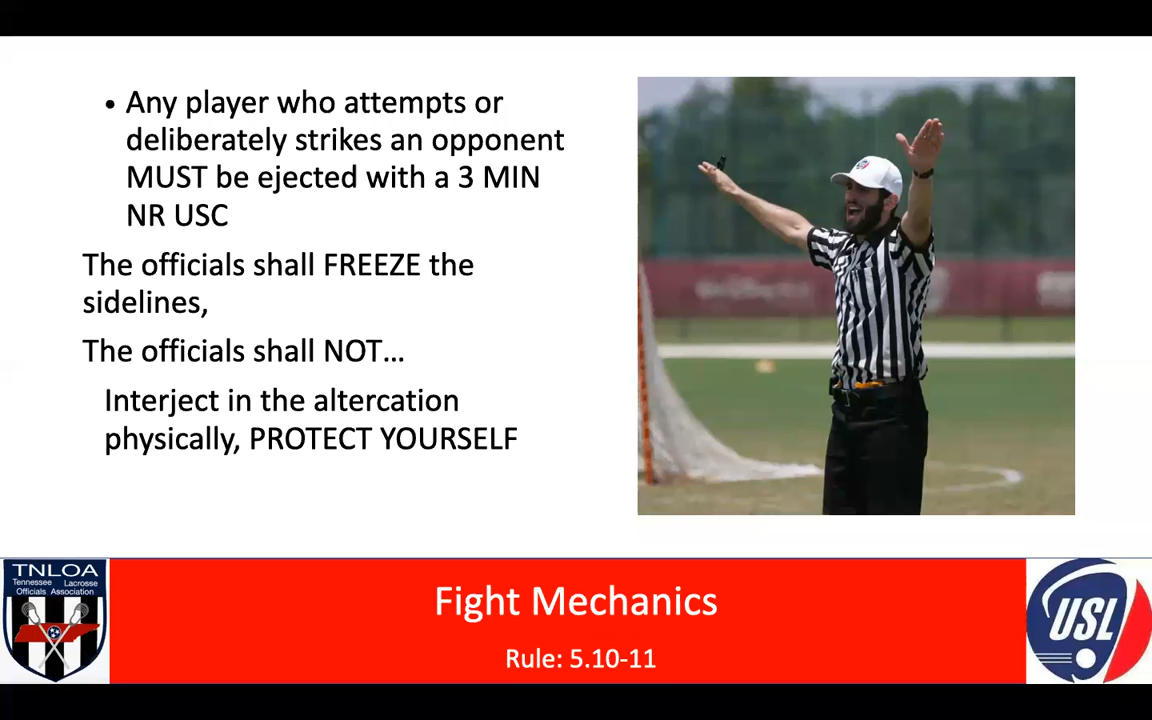 • Any player who attempts or
deliberately strikes an opponent
MUST be ejected with a 3 MIN
NR USC
The officials shall FREEZE the
sidelines,
The officials shall NOT...
Interject in the altercation
physically, PROTECT YOURSELF
TNLOA
Tennessee Lacrosse
Officials Association
Fight Mechanics
Rule: 5.10-11
USL